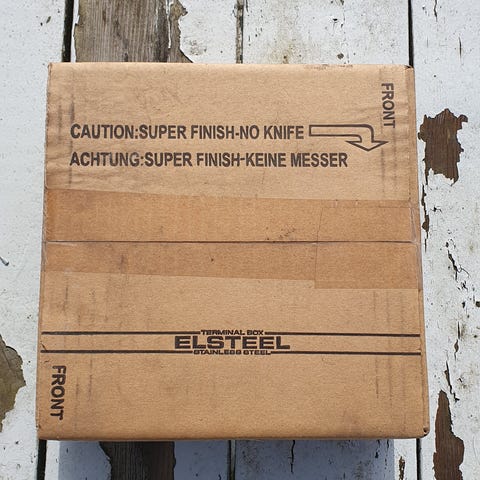 FRONT
CAUTION:SUPER FINISH-NO KNIFE
ACHTUNG:SUPER FINISH-KEINE MESSER
TERMINAL BOX
ELSTEEL
STAINLESS STEEL
FRONT